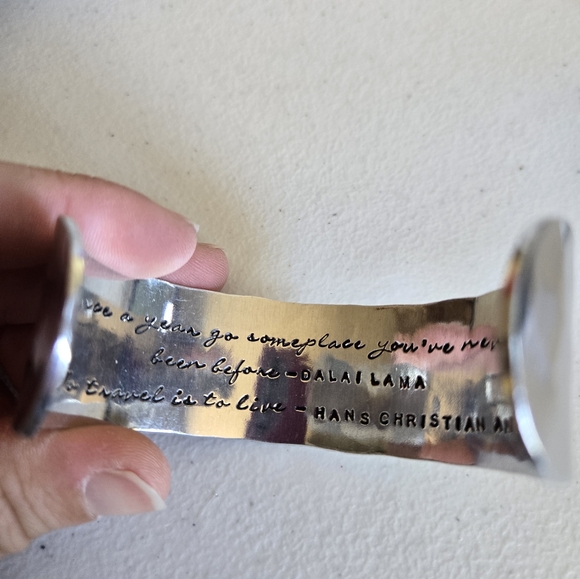 a year go someplace you've
been before - DALAI LAMA
travel is to live - HANS CHRISTIAN